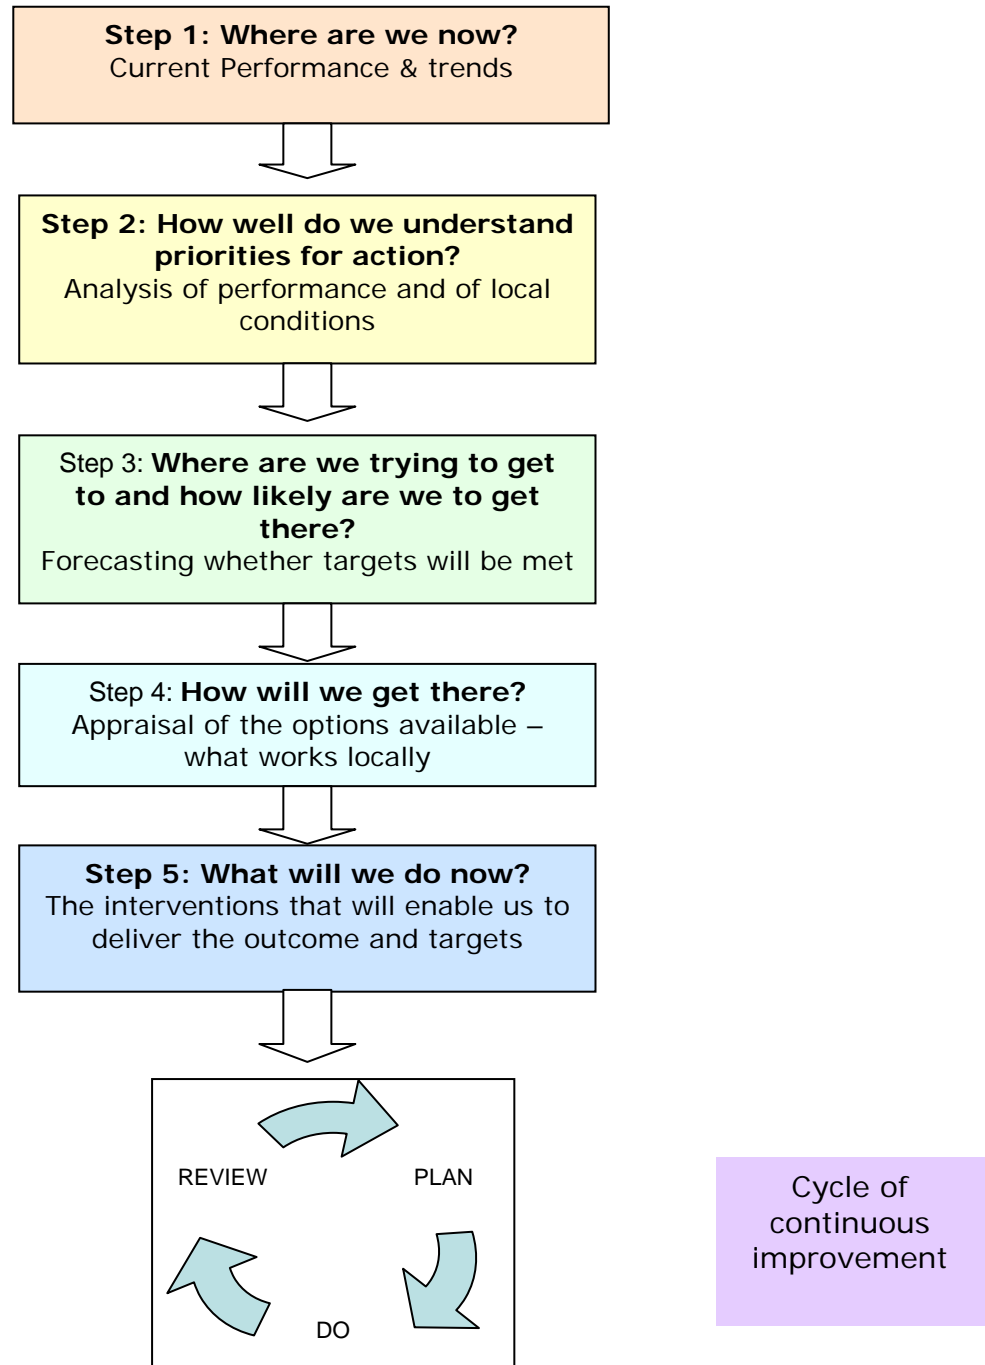 Step 1: Where are we now?
Current Performance & trends
Step 2: How well do we understand
priorities for action?
Analysis of performance and of local
conditions
Step 3: Where are we trying to get
to and how likely are we to get
there?
Forecasting whether targets will be met
Step 4: How will we get there?
Appraisal of the options available –
what works locally
Step 5: What will we do now?
The interventions that will enable us to
deliver the outcome and targets
REVIEW
PLAN
DO
Cycle of
continuous
improvement